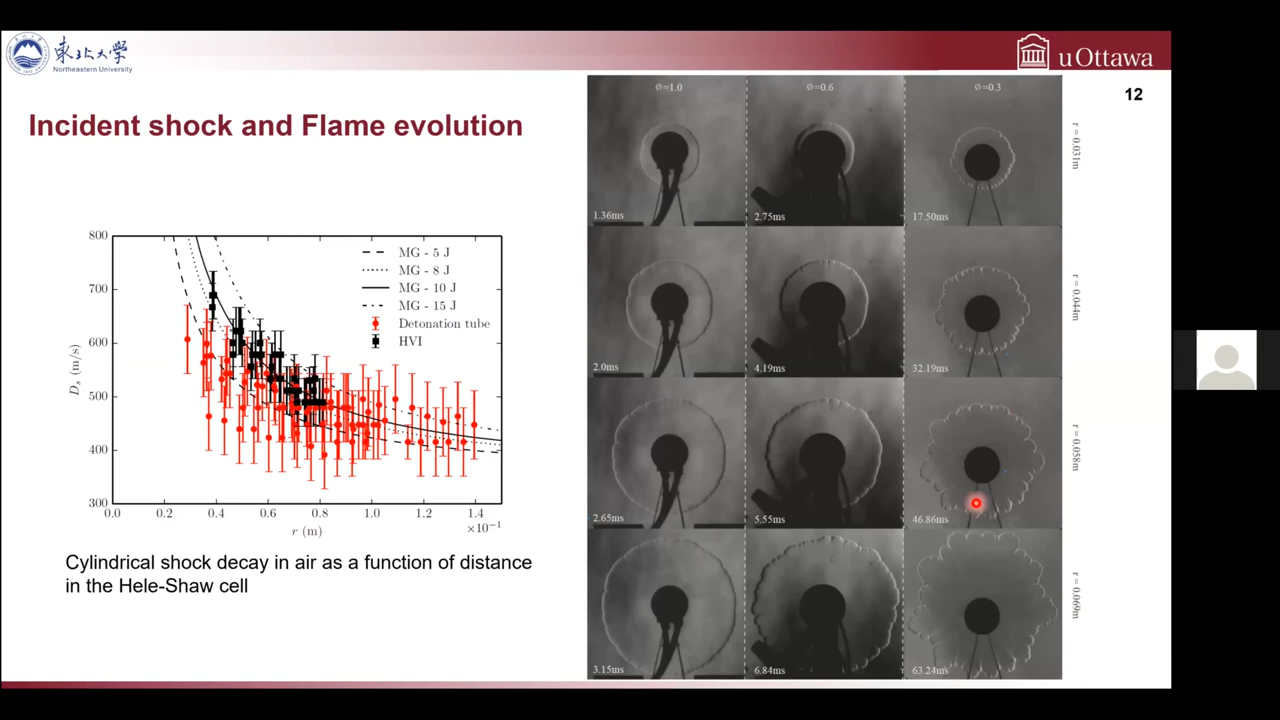 東北大学
Northeastern University
uOttawa
12
Incident shock and Flame evolution
800
700
600
500
400
300
D_s (m/s)
0.0 0.2 0.4 0.6 0.8 1.0 1.2 1.4
r (m)
×10⁻¹
MG - 5 J
MG - 8 J
MG - 10 J
MG - 15 J
Detonation tube
HVI
Cylindrical shock decay in air as a function of distance
in the Hele-Shaw cell
∅=1.0 ∅=0.6 ∅=0.3
1.36ms 2.75ms 17.50ms
r = 0.031m
2.0ms 4.19ms 32.19ms
r = 0.044m
2.65ms 5.55ms 46.86ms
r = 0.058m
3.15ms 6.84ms 63.24ms
r = 0.069m